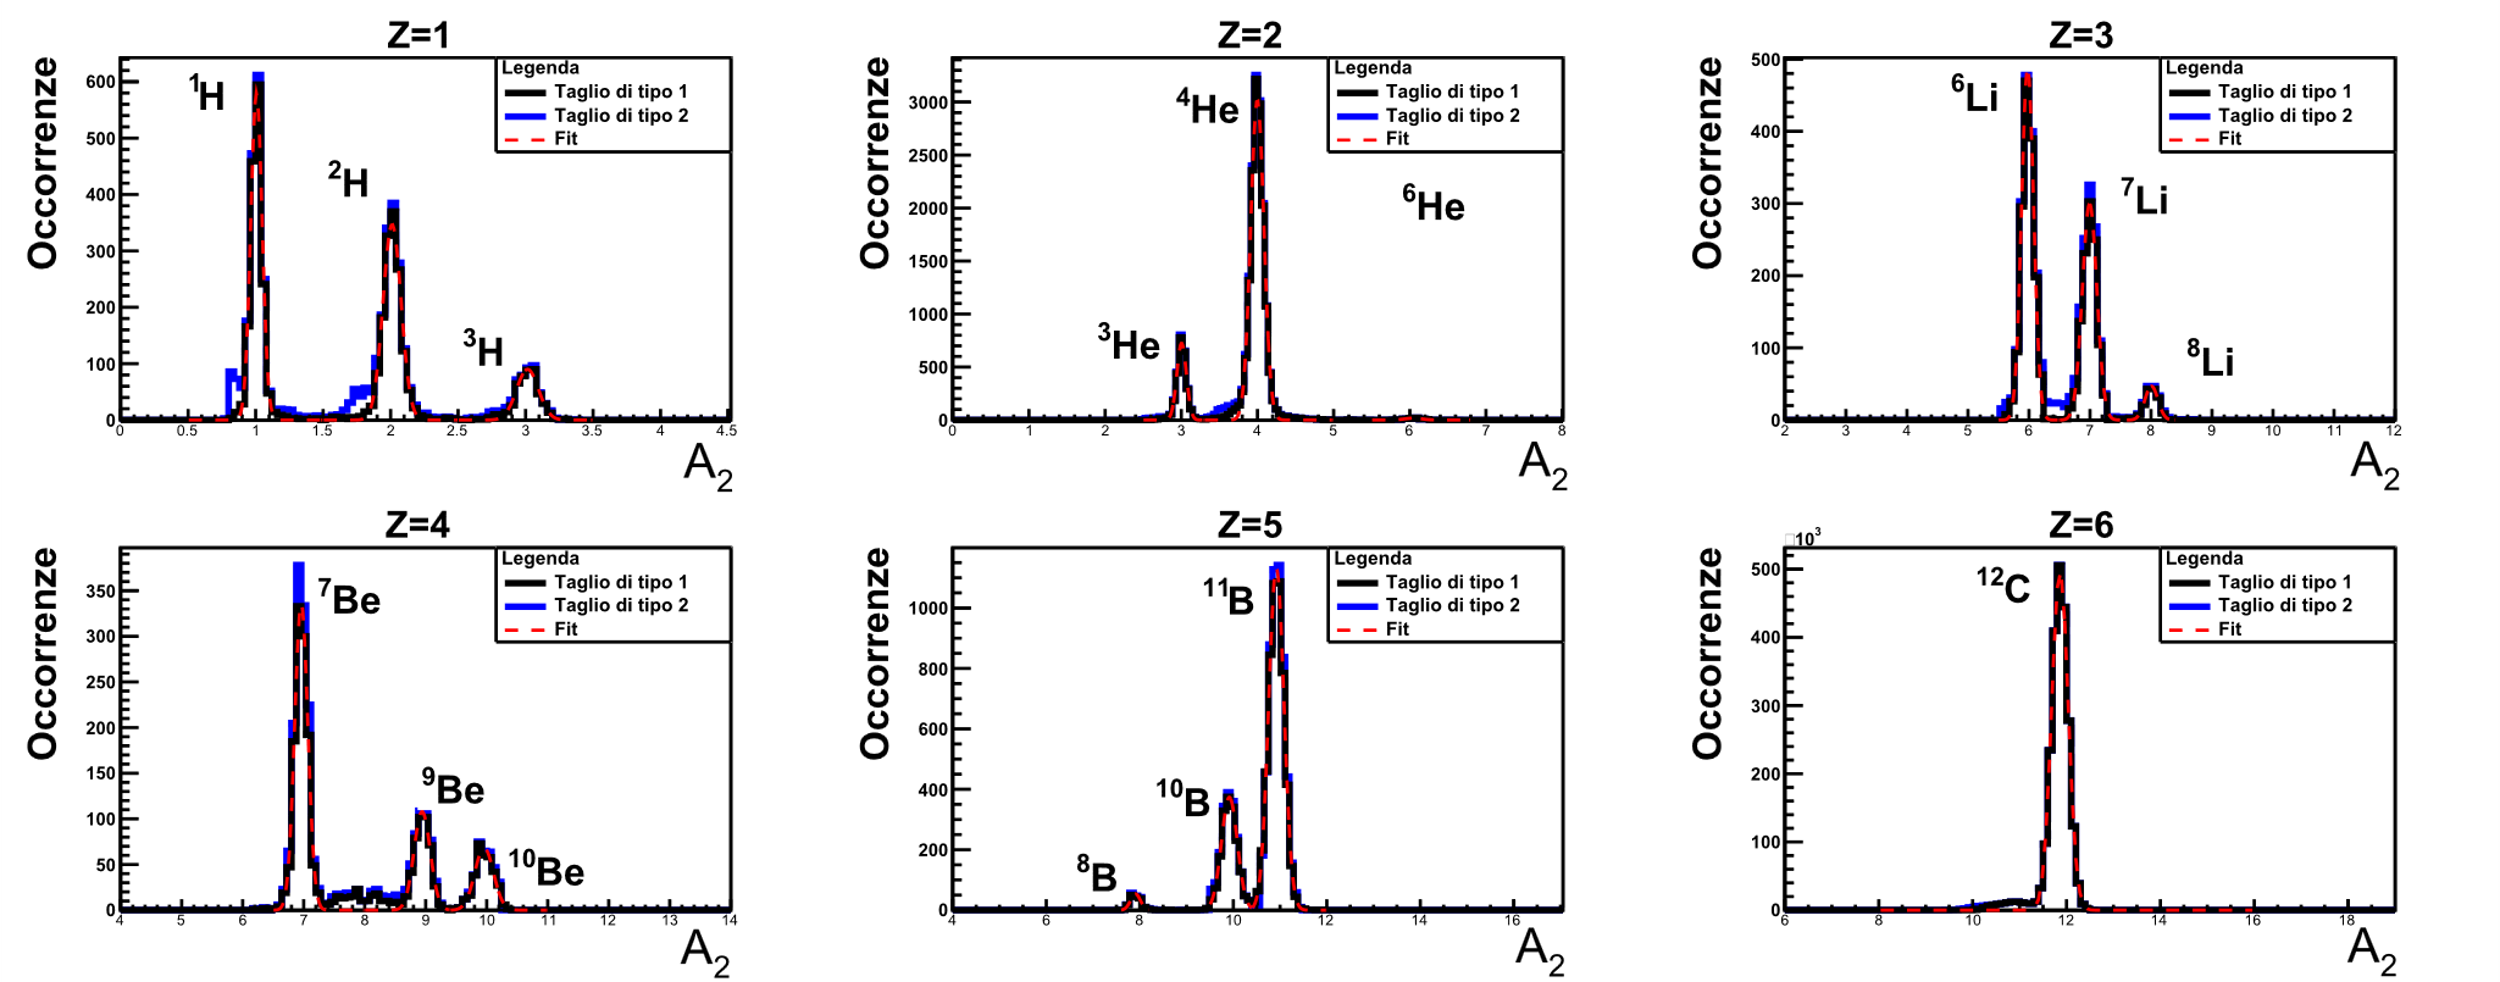 Z=1
Occorrenze
600
500
400
300
200
100
0
¹H
²H
³H
Legenda
Taglio di tipo 1
Taglio di tipo 2
Fit
0 0.5 1 1.5 2 2.5 3 3.5 4 4.5
A₂
Z=2
Occorrenze
3000
2500
2000
1500
1000
500
0
⁴He
³He
⁶He
Legenda
Taglio di tipo 1
Taglio di tipo 2
Fit
0 1 2 3 4 5 6 7 8
A₂
Z=3
Occorrenze
500
400
300
200
100
0
⁶Li
⁷Li
⁸Li
Legenda
Taglio di tipo 1
Taglio di tipo 2
Fit
2 3 4 5 6 7 8 9 10 11 12
A₂
Z=4
Occorrenze
350
300
250
200
150
100
50
0
⁷Be
⁹Be
¹⁰Be
Legenda
Taglio di tipo 1
Taglio di tipo 2
Fit
4 5 6 7 8 9 10 11 12 13 14
A₂
Z=5
Occorrenze
1000
800
600
400
200
0
¹¹B
¹⁰B
⁸B
Legenda
Taglio di tipo 1
Taglio di tipo 2
Fit
4 6 8 10 12 14 16
A₂
Z=6
10³
Occorrenze
500
400
300
200
100
0
¹²C
Legenda
Taglio di tipo 1
Taglio di tipo 2
Fit
6 8 10 12 14 16 18
A₂